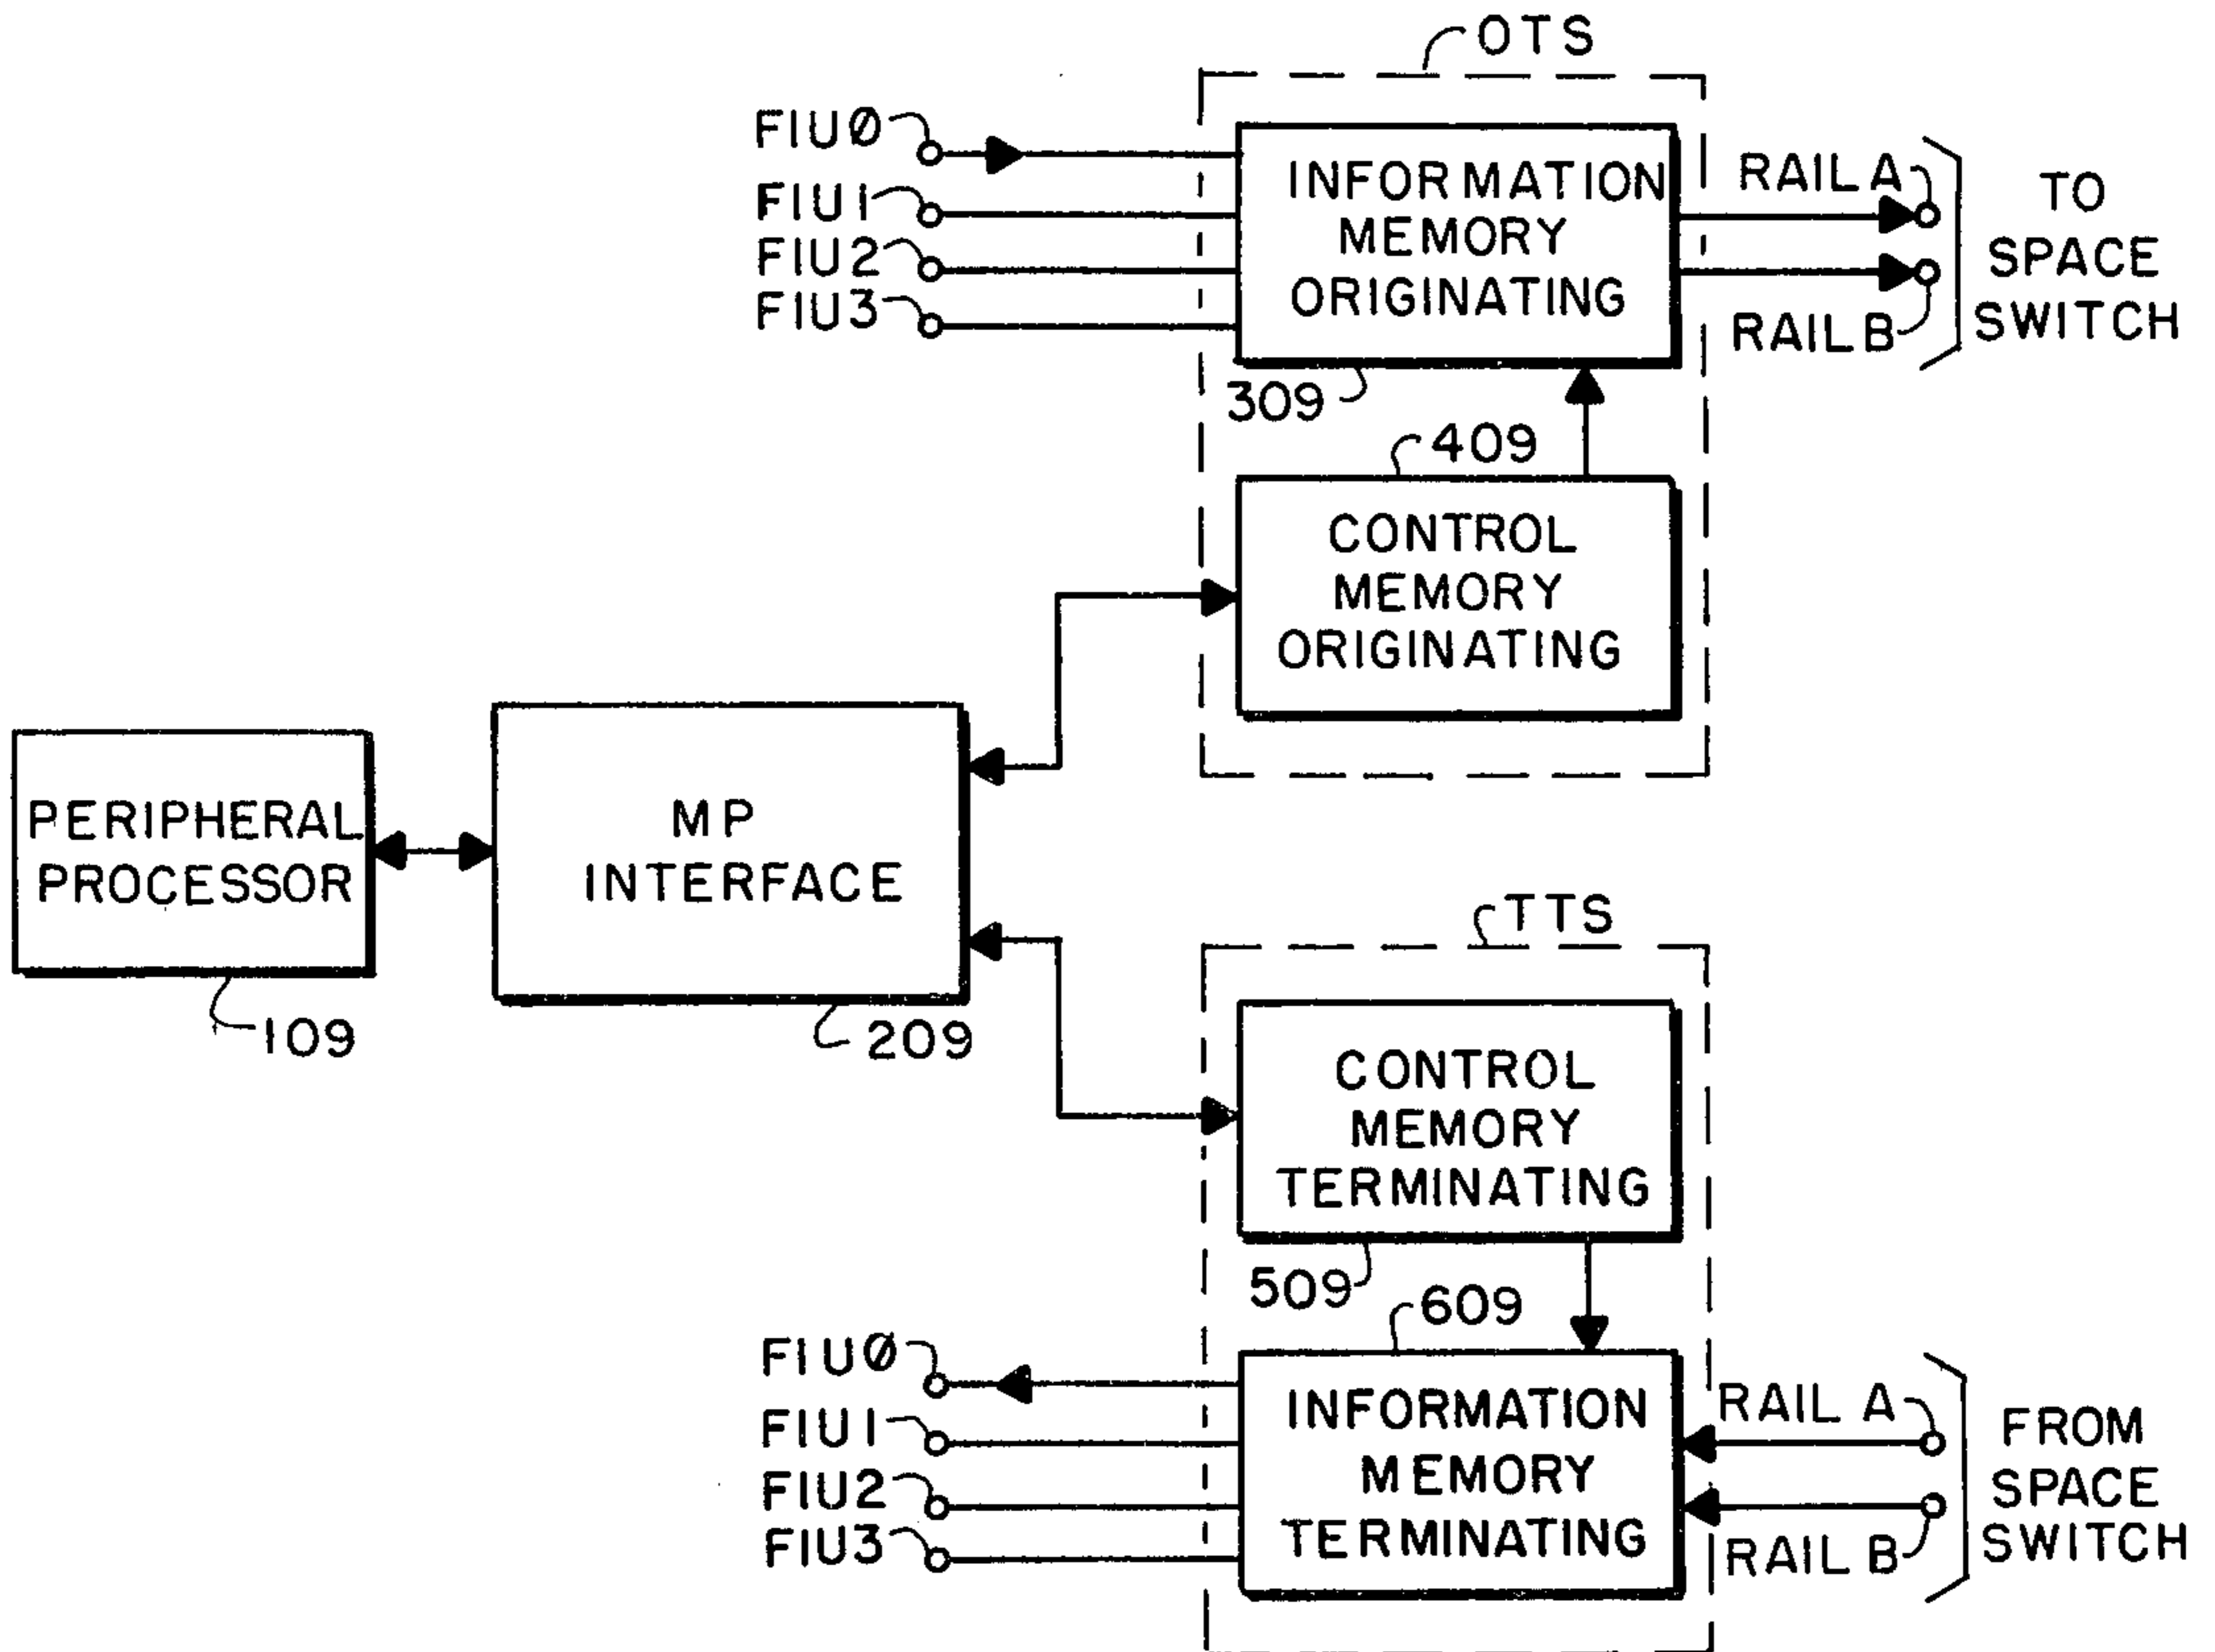 OTS
FIU0
FIU1
FIU2
FIU3
INFORMATION
MEMORY
ORIGINATING
RAIL A
RAIL B
TO
SPACE
SWITCH
309
409
CONTROL
MEMORY
ORIGINATING
PERIPHERAL
PROCESSOR
109
MP
INTERFACE
209
TTS
CONTROL
MEMORY
TERMINATING
509
609
FIU0
FIU1
FIU2
FIU3
INFORMATION
MEMORY
TERMINATING
RAIL A
RAIL B
FROM
SPACE
SWITCH